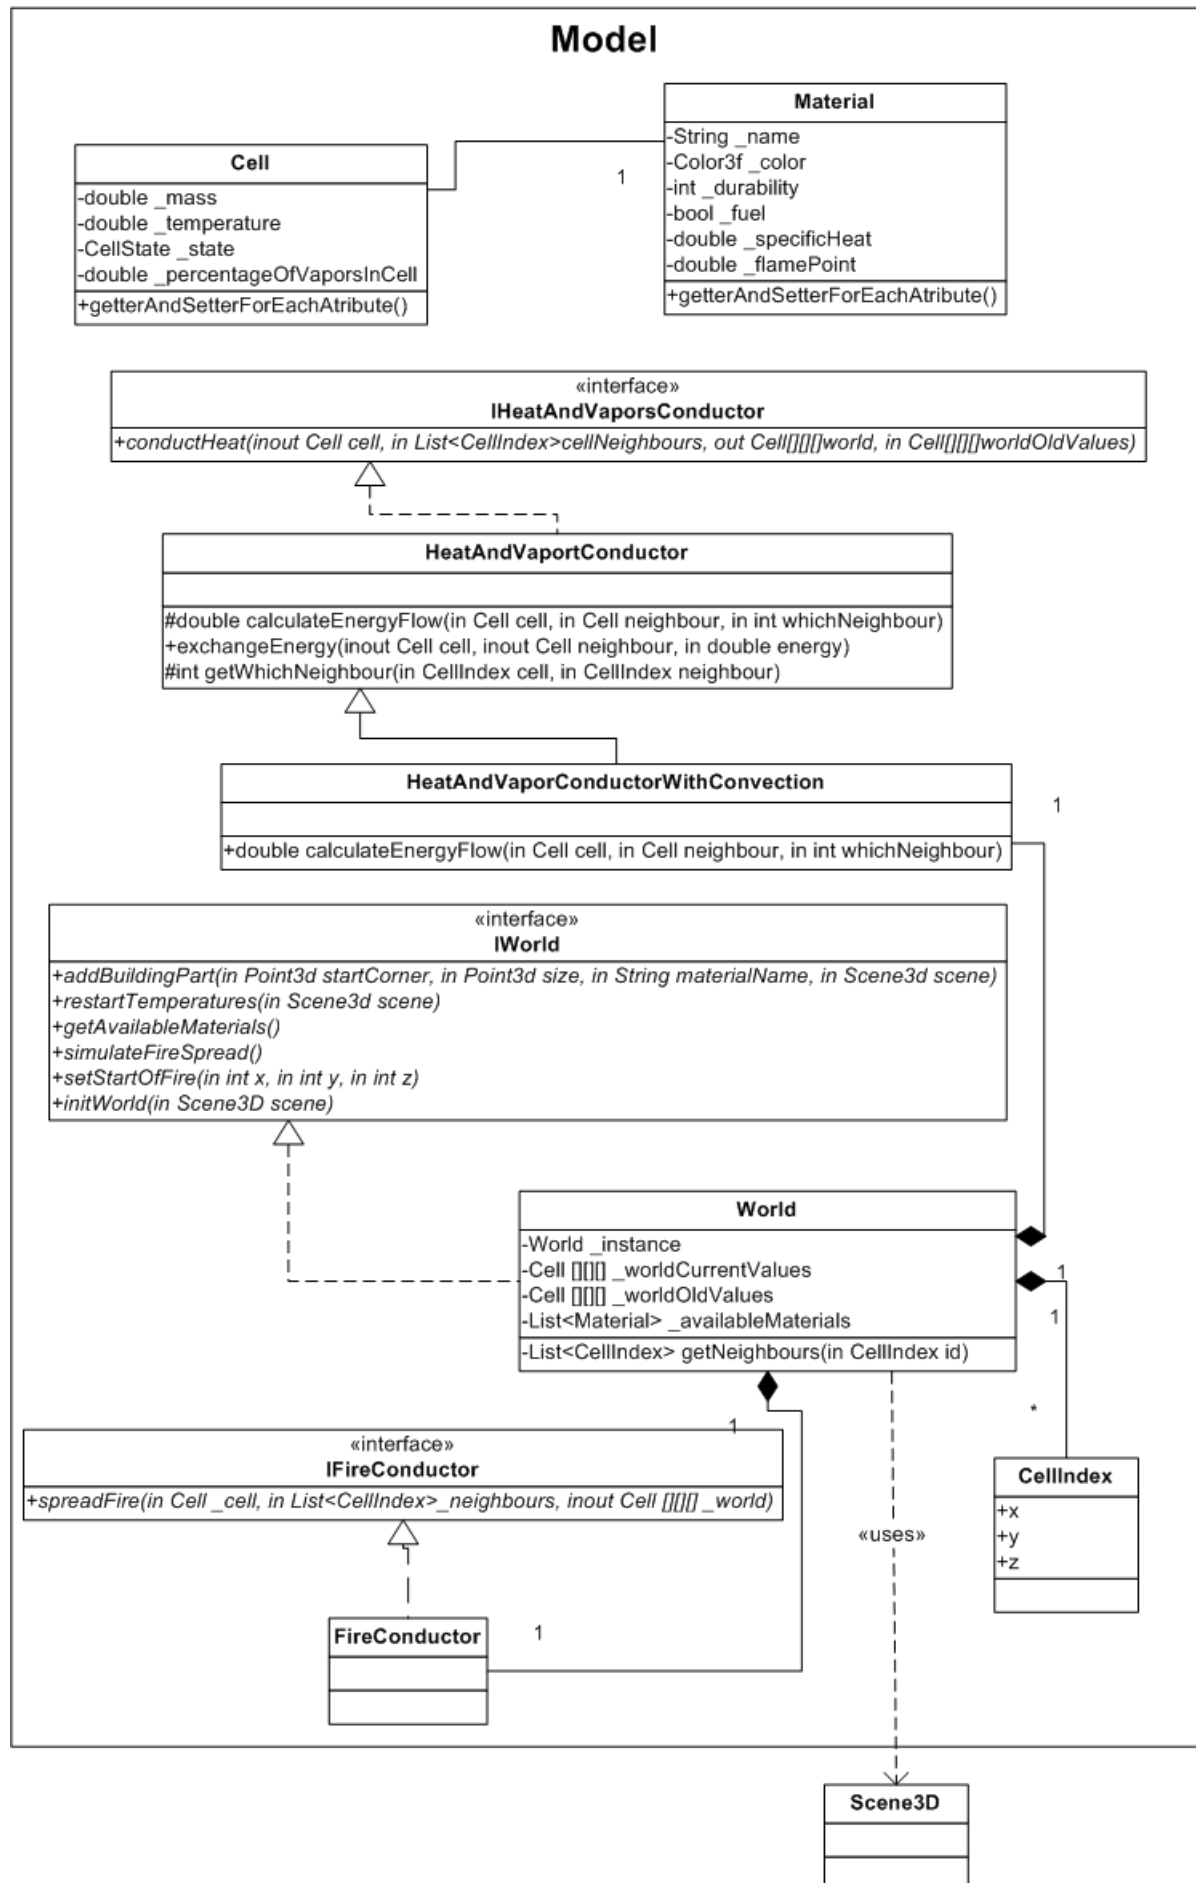 Model
Material
-String _name
-Color3f _color
-int _durability
-bool _fuel
-double _specificHeat
-double _flamePoint
+getterAndSetterForEachAtribute()
1
Cell
-double _mass
-double _temperature
-CellState _state
-double _percentageOfVaporsInCell
+getterAndSetterForEachAtribute()
«interface»
IHeatAndVaporsConductor
+conductHeat(inout Cell cell, in List<CellIndex>cellNeighbours, out Cell[][][]world, in Cell[][][]worldOldValues)
HeatAndVaportConductor
#double calculateEnergyFlow(in Cell cell, in Cell neighbour, in int whichNeighbour)
+exchangeEnergy(inout Cell cell, inout Cell neighbour, in double energy)
#int getWhichNeighbour(in CellIndex cell, in CellIndex neighbour)
HeatAndVaporConductorWithConvection
+double calculateEnergyFlow(in Cell cell, in Cell neighbour, in int whichNeighbour)
1
«interface»
IWorld
+addBuildingPart(in Point3d startCorner, in Point3d size, in String materialName, in Scene3d scene)
+restartTemperatures(in Scene3d scene)
+getAvailableMaterials()
+simulateFireSpread()
+setStartOfFire(in int x, in int y, in int z)
+initWorld(in Scene3D scene)
World
-World _instance
-Cell [][][] _worldCurrentValues
-Cell [][][] _worldOldValues
-List<Material> _availableMaterials
-List<CellIndex> getNeighbours(in CellIndex id)
1
1
*
1
«interface»
IFireConductor
+spreadFire(in Cell _cell, in List<CellIndex>_neighbours, inout Cell [][][] _world)
CellIndex
+x
+y
+z
«uses»
FireConductor
1
Scene3D